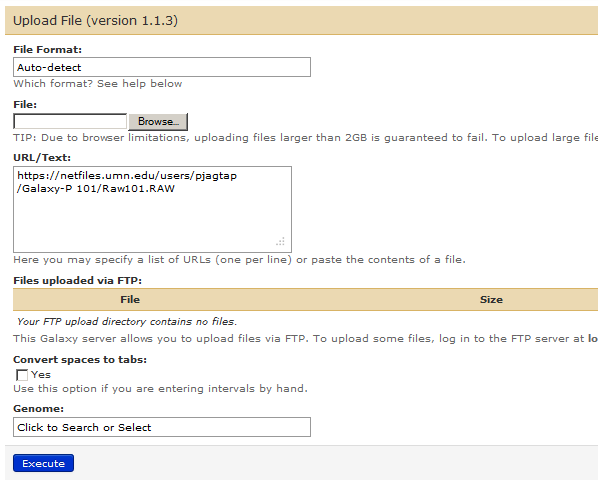 Upload File (version 1.1.3)
File Format:
Auto-detect
Which format? See help below
File:
Browse...
TIP: Due to browser limitations, uploading files larger than 2GB is guaranteed to fail. To upload large file
URL/Text:
https://netfiles.umn.edu/users/pjagtap
/Galaxy-P 101/Raw101.RAW
Here you may specify a list of URLs (one per line) or paste the contents of a file.
Files uploaded via FTP:
File Size
Your FTP upload directory contains no files.
This Galaxy server allows you to upload files via FTP. To upload some files, log in to the FTP server at lo
Convert spaces to tabs:
Yes
Use this option if you are entering intervals by hand.
Genome:
Click to Search or Select
Execute